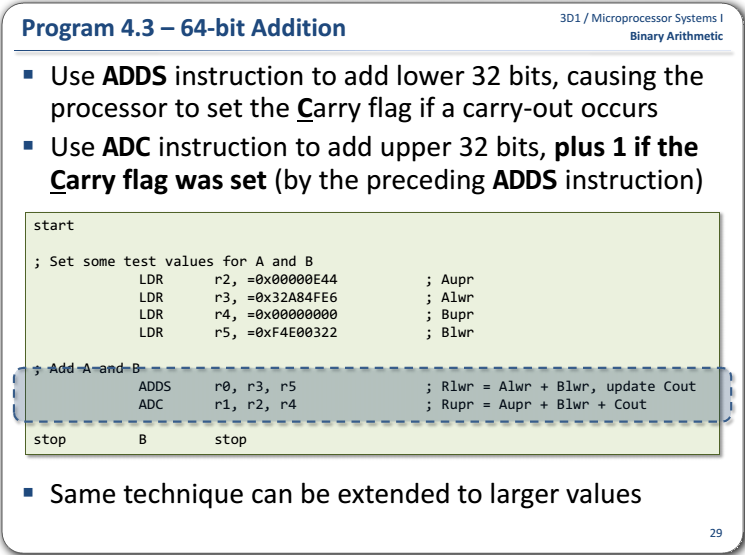 Program 4.3 – 64-bit Addition
3D1 / Microprocessor Systems I
Binary Arithmetic
▪ Use ADDS instruction to add lower 32 bits, causing the
processor to set the Carry flag if a carry-out occurs
▪ Use ADC instruction to add upper 32 bits, plus 1 if the
Carry flag was set (by the preceding ADDS instruction)
start
; Set some test values for A and B
LDR r2, =0x00000E44 ; Aupr
LDR r3, =0x32A84FE6 ; Alwr
LDR r4, =0x00000000 ; Bupr
LDR r5, =0xF4E00322 ; Blwr
; Add A and B
ADDS r0, r3, r5 ; Rlwr = Alwr + Blwr, update Cout
ADC r1, r2, r4 ; Rupr = Aupr + Blwr + Cout
stop B stop
▪ Same technique can be extended to larger values
29